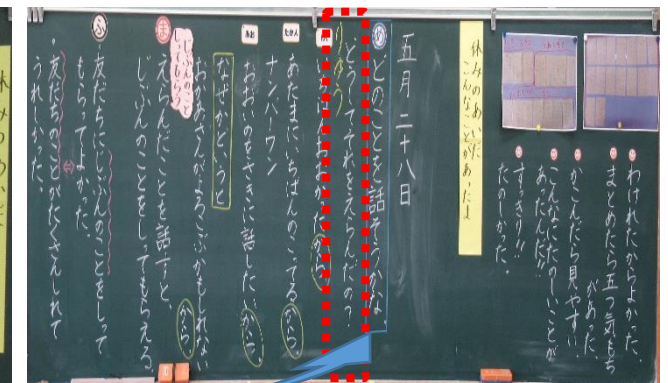 わけれたからよかった。
まとめたら五つ気もちがあった。
かこんだら見やすい
こんなにたのしいことがあったんだ!!
すっきり!!
たのしかった。
休みのあいだ
こんなことがあったよ
五月二十八日
め どのことを話そうかな
どうしてそれをえらんだの?
りゆう
いちばんおおかったから。
あたまにいちばんのこってるから。
ナンバーワン
おおいのをさきに話したいから。
なぜかというと
おかあさんがよろこぶかもしれないから。
じぶんのこと
しってもらう
ま えらんだことを話すと、
じぶんのことをしってもらえる。
ふ ・友だちにじぶんのことをしって
もらってよかった。
・友だちのことがたくさんしれて
うれしかった。